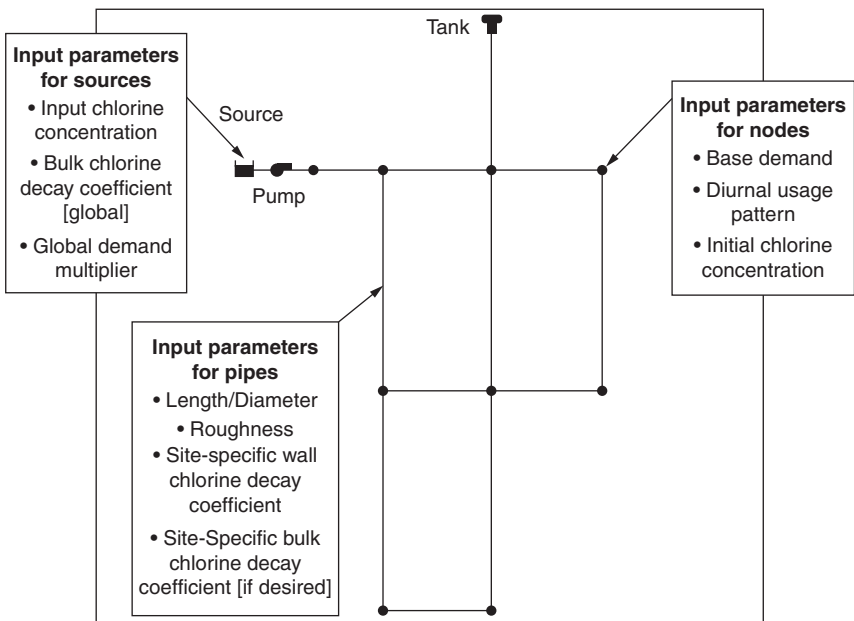 Tank
Input parameters
for sources
• Input chlorine
concentration
• Bulk chlorine
decay coefficient
[global]
• Global demand
multiplier
Source
Pump
Input parameters
for nodes
• Base demand
• Diurnal usage
pattern
• Initial chlorine
concentration
Input parameters
for pipes
• Length/Diameter
• Roughness
• Site-specific wall
chlorine decay
coefficient
• Site-Specific bulk
chlorine decay
coefficient [if desired]